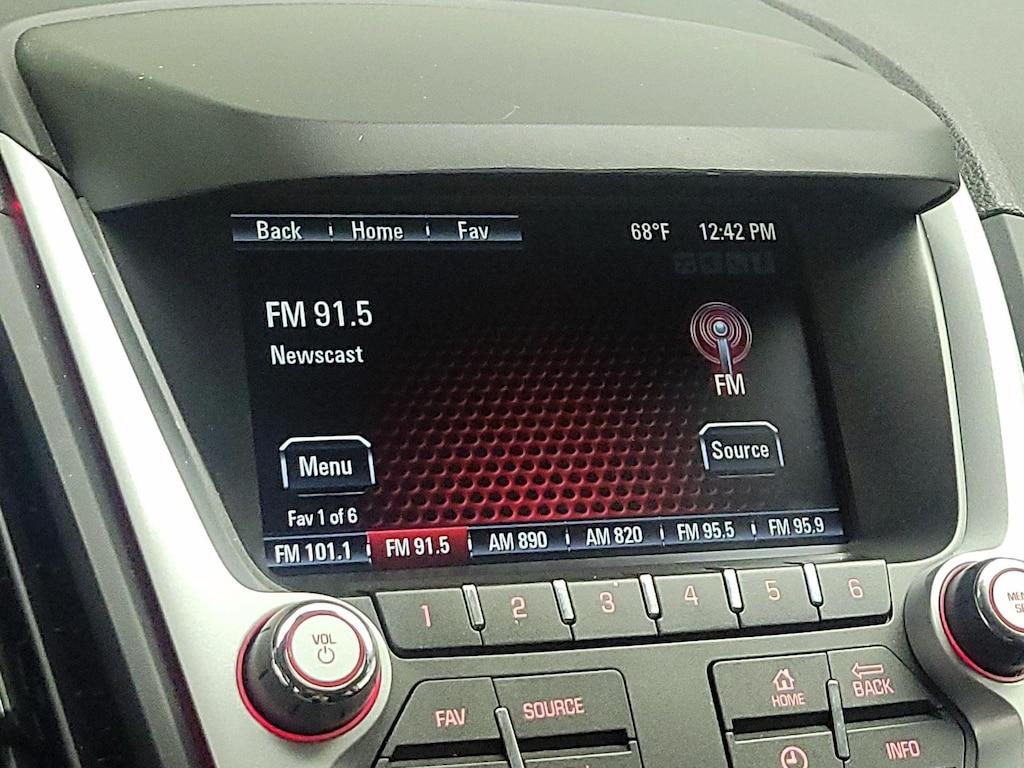 Back Home Fav 68°F 12:42 PM
FM 91.5
Newscast
FM
Menu
Source
Fav 1 of 6
FM 101.1 FM 91.5 AM 890 AM 820 FM 95.5 FM 95.9
1 2 3 4 5 6
VOL
FAV SOURCE
HOME BACK
INFO